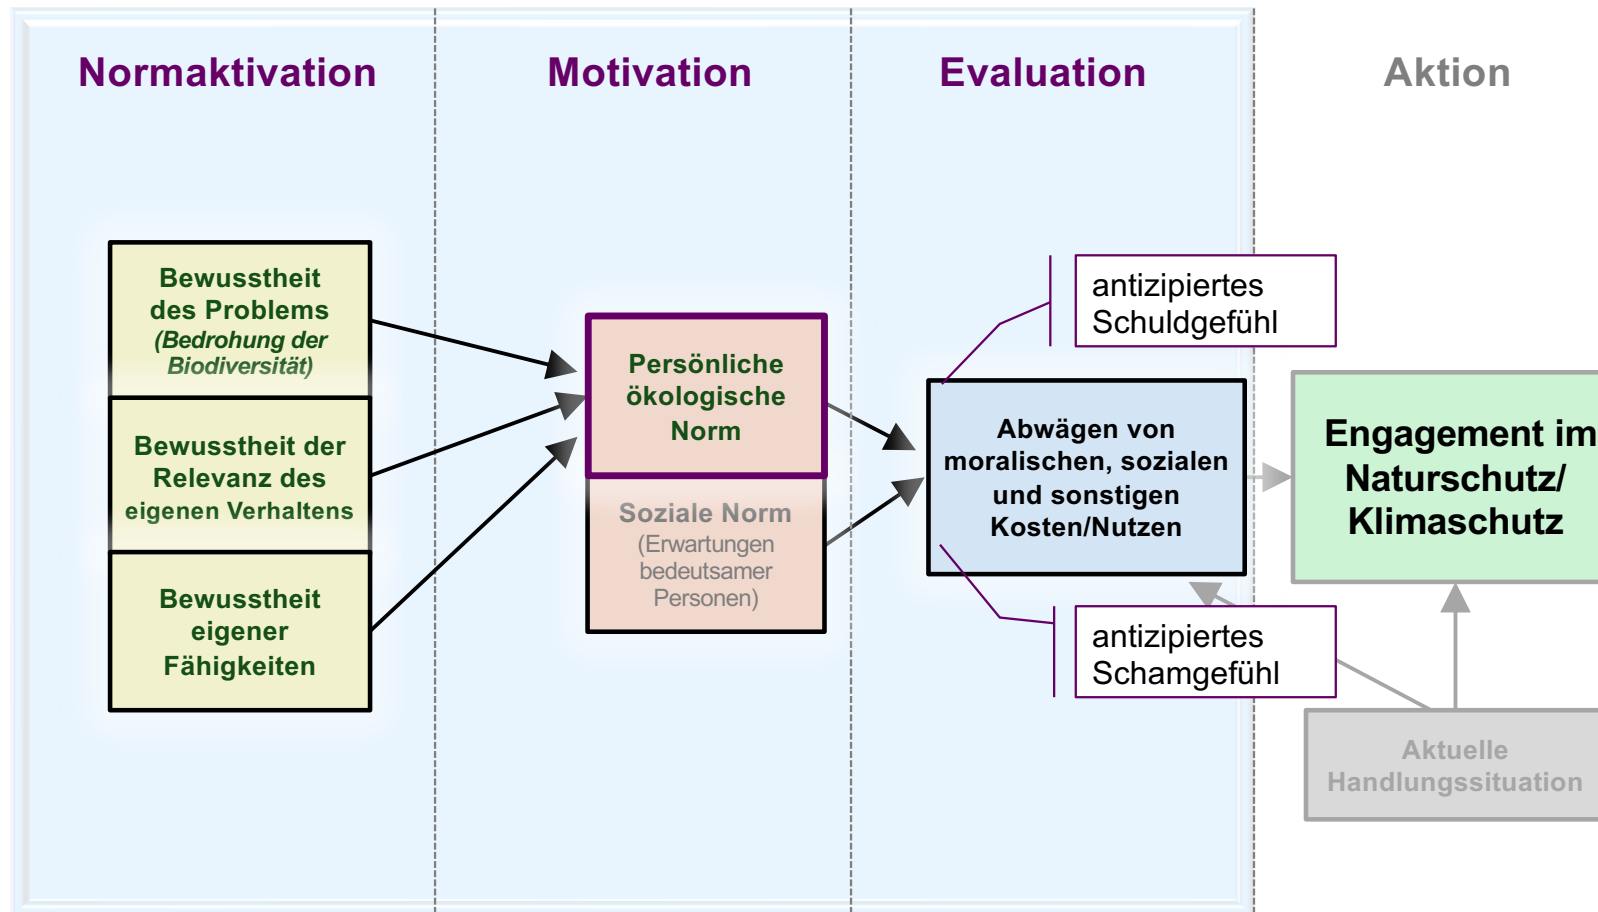 Normaktivation
Motivation
Evaluation
Aktion
Bewusstheit
des Problems
(Bedrohung der
Biodiversität)
Bewusstheit der
Relevanz des
eigenen Verhaltens
Bewusstheit
eigener
Fähigkeiten
Persönliche
ökologische
Norm
Soziale Norm
(Erwartungen
bedeutsamer
Personen)
antizipiertes
Schuldgefühl
Abwägen von
moralischen, sozialen
und sonstigen
Kosten/Nutzen
antizipiertes
Schamgefühl
Engagement im
Naturschutz/
Klimaschutz
Aktuelle
Handlungssituation